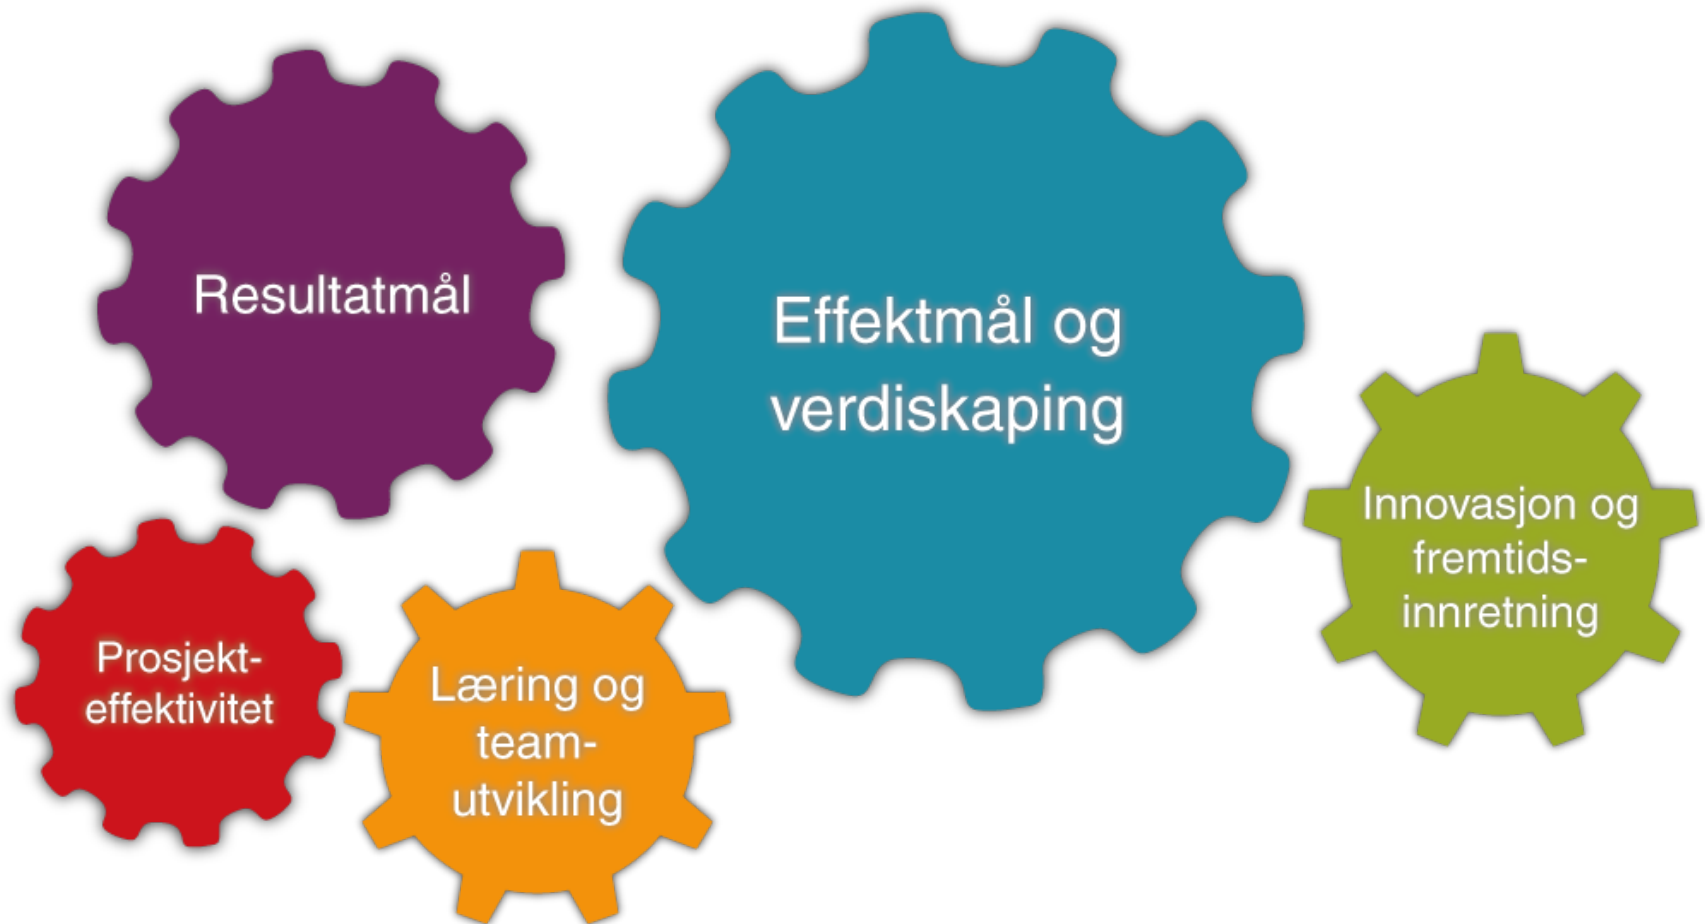 Resultatmål
Effektmål og
verdiskaping
Innovasjon og
fremtids-
innretning
Prosjekt-
effektivitet
Læring og
team-
utvikling